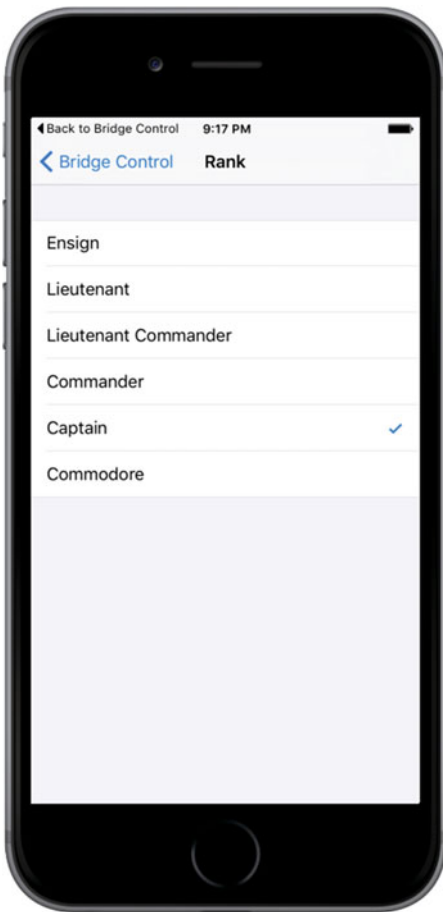 Back to Bridge Control 9:17 PM
Bridge Control Rank
Ensign
Lieutenant
Lieutenant Commander
Commander
Captain
Commodore